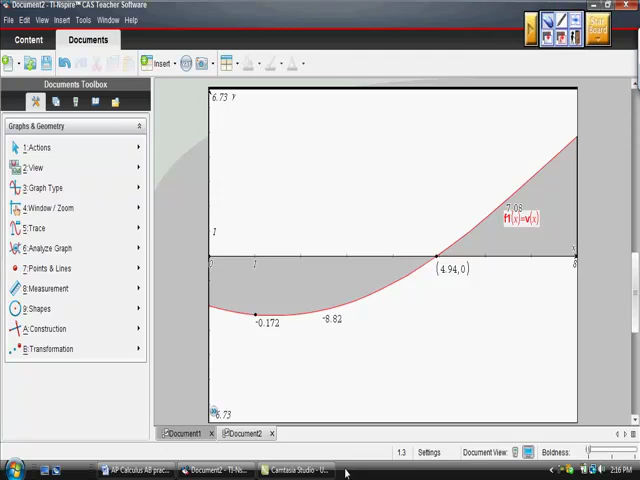 Document2 - TI-Nspire™ CAS Teacher Software
File Edit View Insert Tools Window Help
Star Board
Content Documents
Insert
Documents Toolbox
Graphs & Geometry
1:Actions
2:View
3:Graph Type
4:Window / Zoom
5:Trace
6:Analyze Graph
7:Points & Lines
8:Measurement
9:Shapes
A:Construction
B:Transformation
6.73 y
1
0 1 x 8
7.08
f1(x)=v(x)
(4.94,0)
-0.172
-8.82
-6.73
Document1 Document2
1.3 Settings Document View: Boldness:
AP Calculus AB prac... Document2 - TI-Ns... Camtasia Studio - U... 2:16 PM